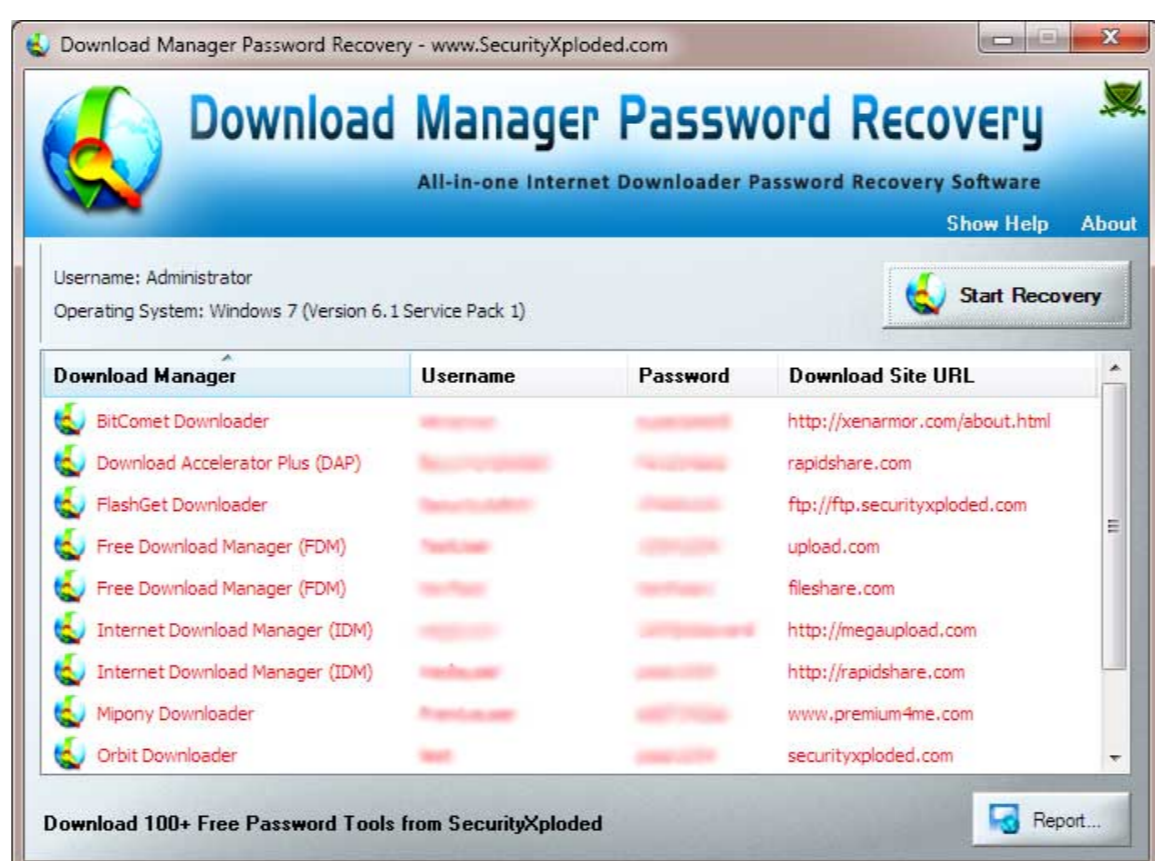 Download Manager Password Recovery - www.SecurityXploded.com
Download Manager Password Recovery
All-in-one Internet Downloader Password Recovery Software
Show Help About
Username: Administrator
Operating System: Windows 7 (Version 6.1 Service Pack 1)
Start Recovery
Download Manager Username Password Download Site URL
BitComet Downloader http://xenarmor.com/about.html
Download Accelerator Plus (DAP) rapidshare.com
FlashGet Downloader ftp://ftp.securityxploded.com
Free Download Manager (FDM) upload.com
Free Download Manager (FDM) fileshare.com
Internet Download Manager (IDM) http://megaupload.com
Internet Download Manager (IDM) http://rapidshare.com
Mipony Downloader www.premium4me.com
Orbit Downloader securityxploded.com
Download 100+ Free Password Tools from SecurityXploded
Report...